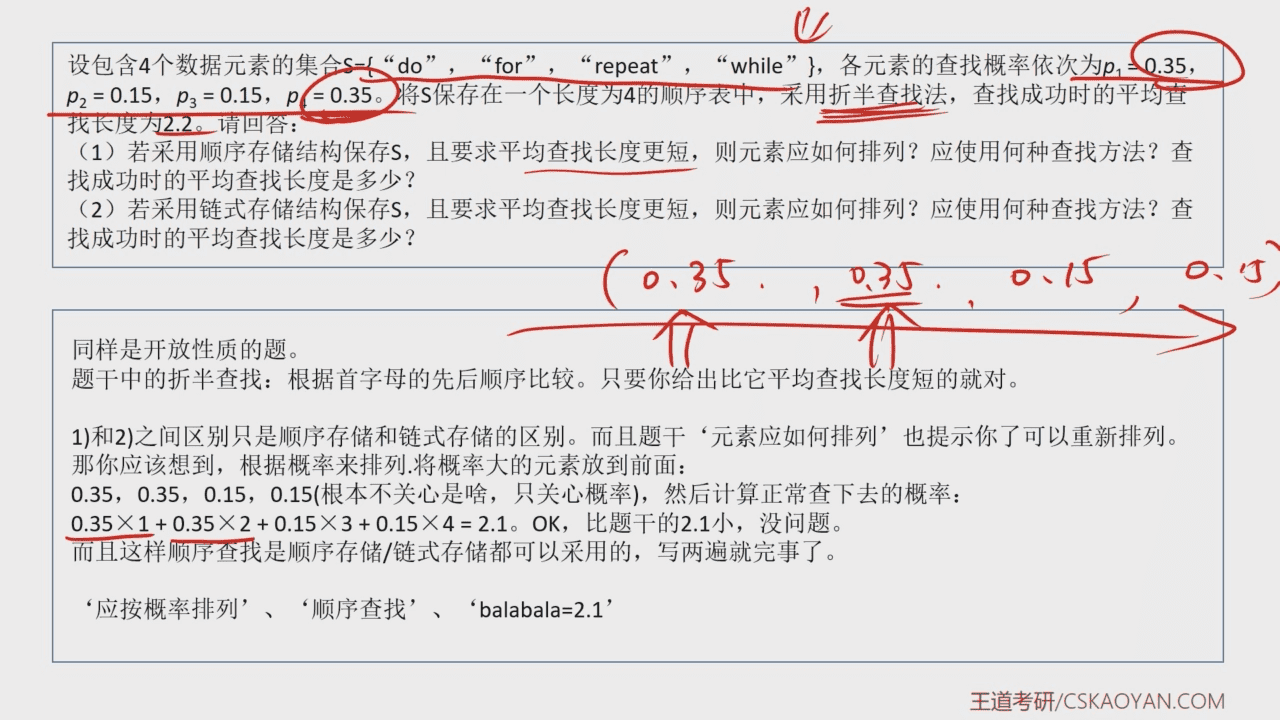 设包含4个数据元素的集合S={“do”，“for”，“repeat”，“while”}，各元素的查找概率依次为p₁ = 0.35，
p₂ = 0.15，p₃ = 0.15，p₄ = 0.35。将S保存在一个长度为4的顺序表中，采用折半查找法，查找成功时的平均查
找长度为2.2。请回答：
（1）若采用顺序存储结构保存S，且要求平均查找长度更短，则元素应如何排列？应使用何种查找方法？查
找成功时的平均查找长度是多少？
（2）若采用链式存储结构保存S，且要求平均查找长度更短，则元素应如何排列？应使用何种查找方法？查
找成功时的平均查找长度是多少？
(0.35 , 0.35 , 0.15 , 0.15)
同样是开放性质的题。
题干中的折半查找：根据首字母的先后顺序比较。只要你给出比它平均查找长度短的就对。
1)和2)之间区别只是顺序存储和链式存储的区别。而且题干‘元素应如何排列’也提示你了可以重新排列。
那你应该想到，根据概率来排列.将概率大的元素放到前面：
0.35，0.35，0.15，0.15(根本不关心是啥，只关心概率)，然后计算正常查下去的概率：
0.35×1 + 0.35×2 + 0.15×3 + 0.15×4 = 2.1。OK，比题干的2.1小，没问题。
而且这样顺序查找是顺序存储/链式存储都可以采用的，写两遍就完事了。
‘应按概率排列’、‘顺序查找’、‘balabala=2.1’
王道考研/CSKAOYAN.COM